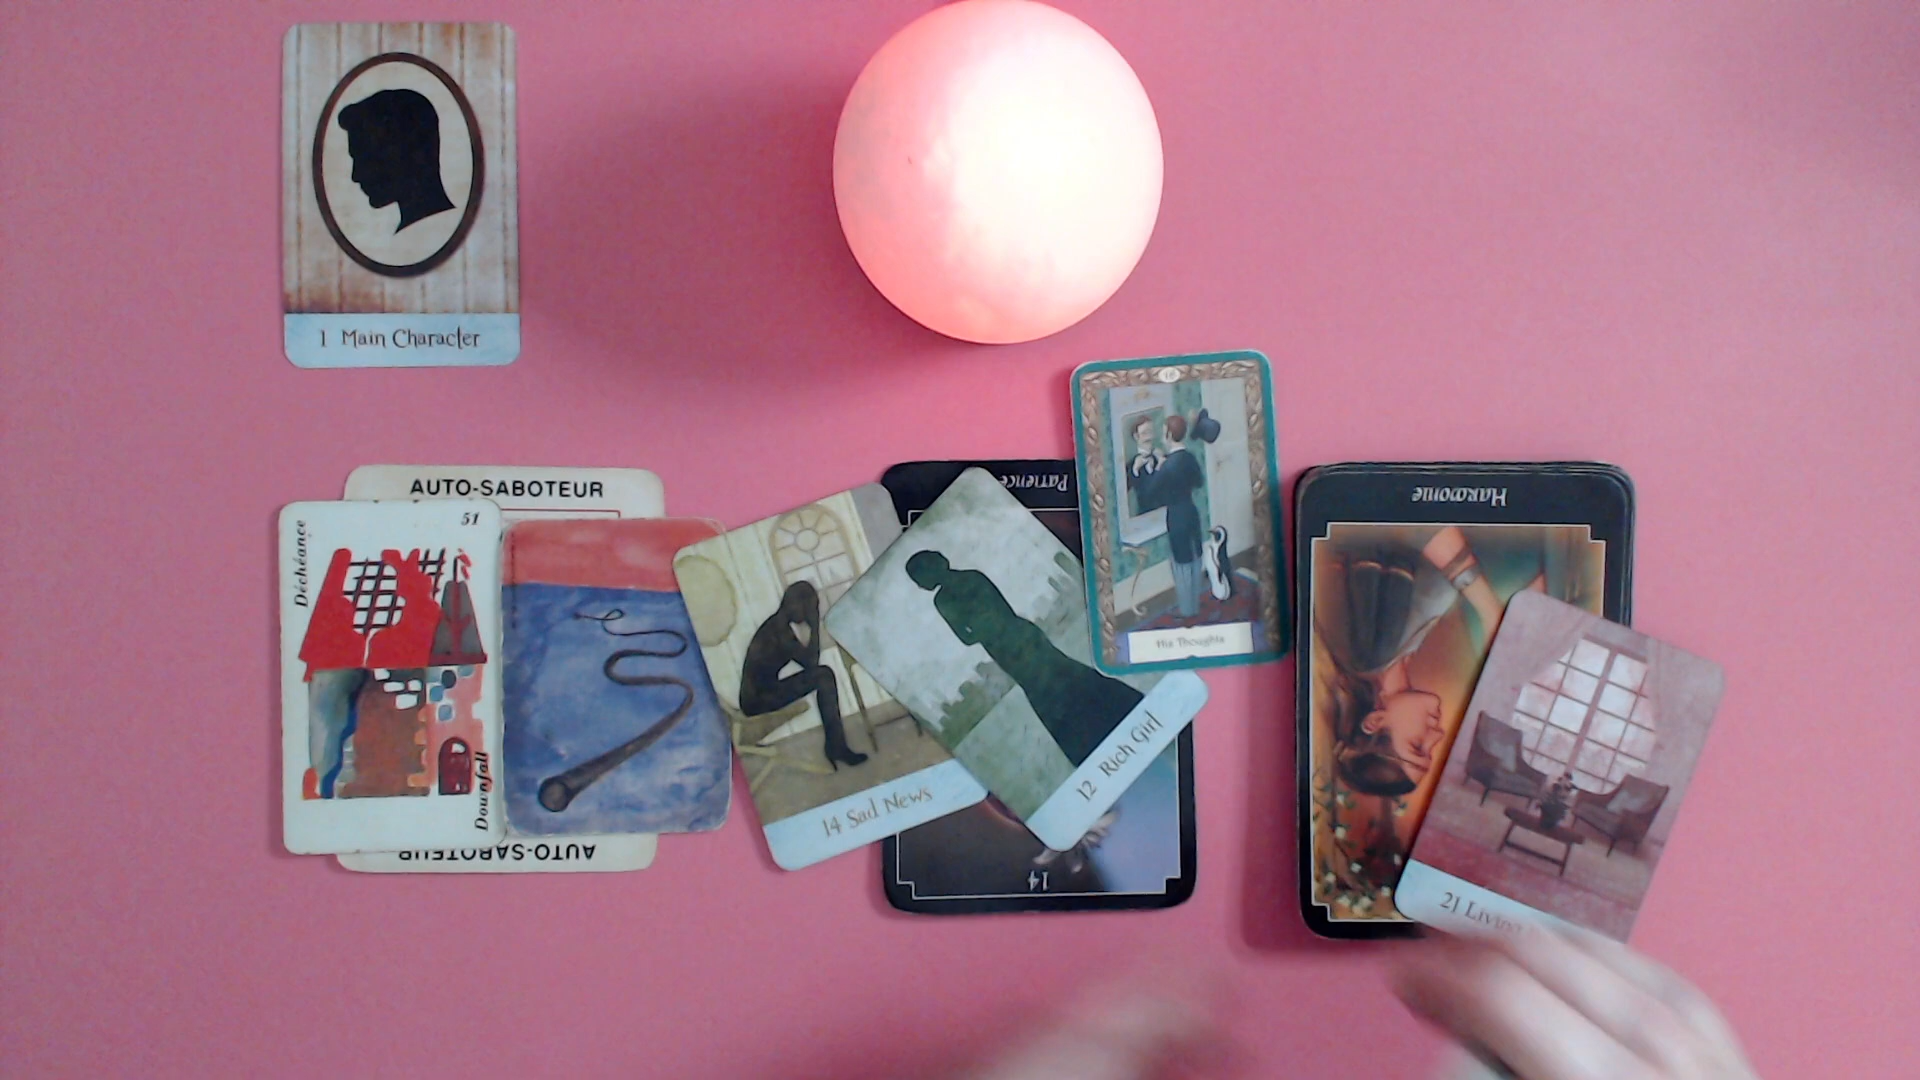 1 Main Character
AUTO-SABOTEUR
51
Déchéance
Downfall
AUTO-SABOTEUR
14 Sad News
Patience
12 Rich Girl
14
16
His Thoughts
Harmonie
21 Living